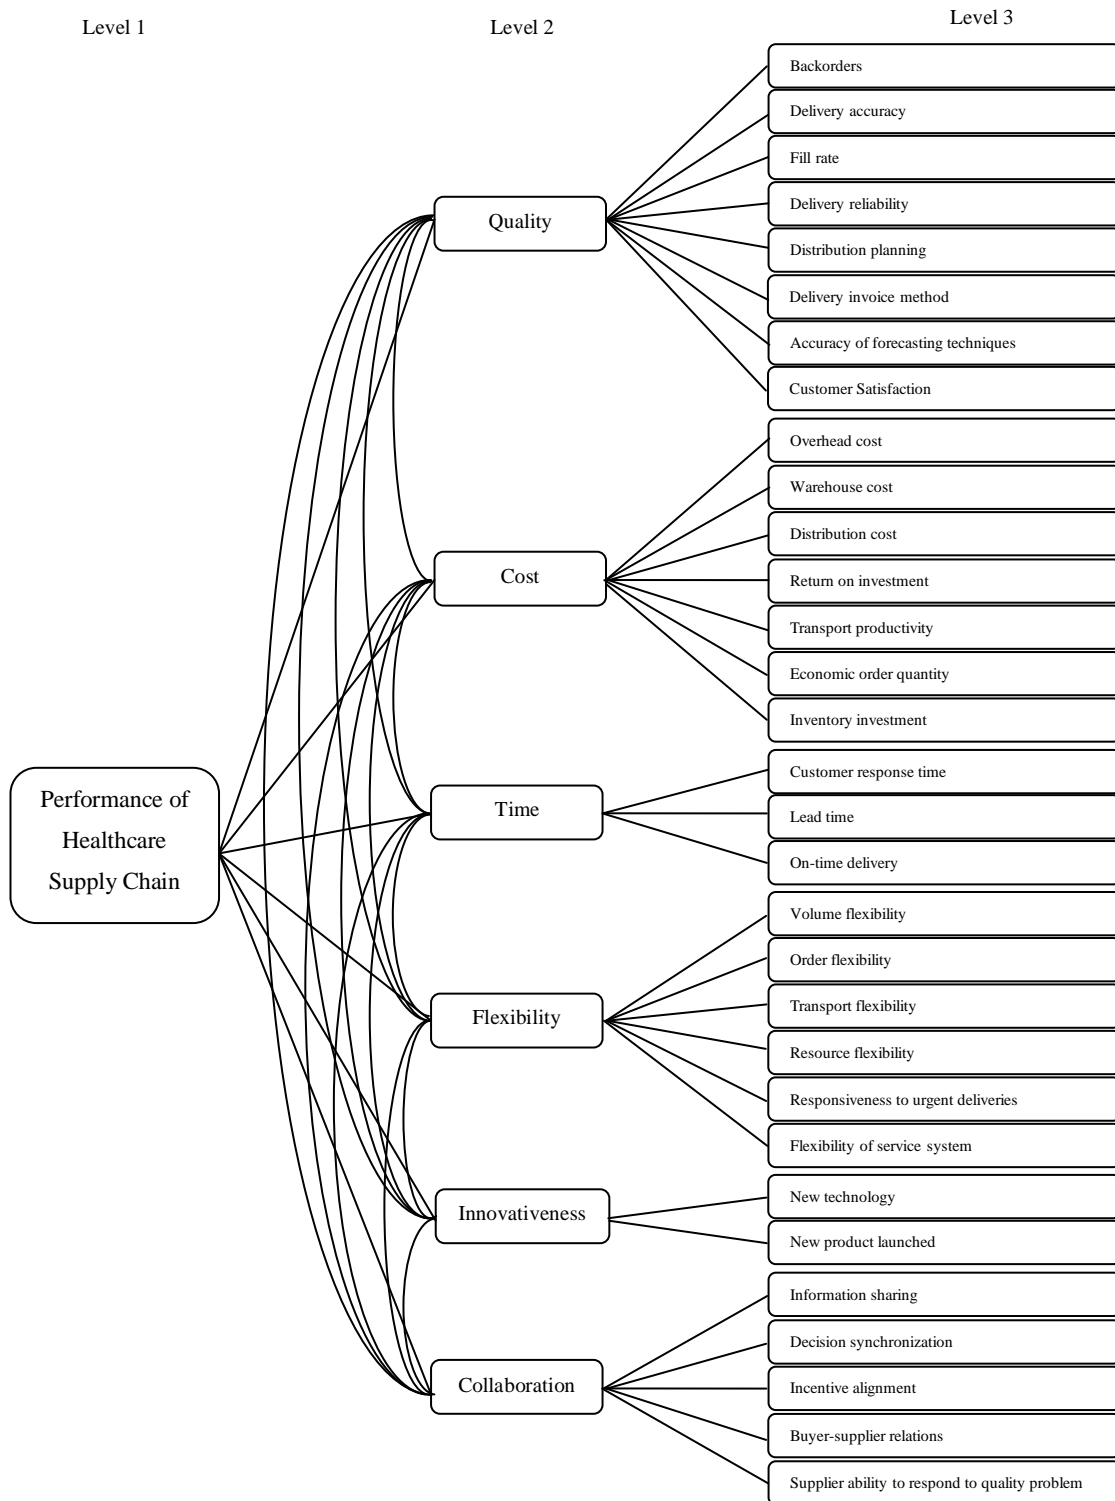 Level 1
Level 2
Level 3
Performance of
Healthcare
Supply Chain
Quality
Cost
Time
Flexibility
Innovativeness
Collaboration
Backorders
Delivery accuracy
Fill rate
Delivery reliability
Distribution planning
Delivery invoice method
Accuracy of forecasting techniques
Customer Satisfaction
Overhead cost
Warehouse cost
Distribution cost
Return on investment
Transport productivity
Economic order quantity
Inventory investment
Customer response time
Lead time
On-time delivery
Volume flexibility
Order flexibility
Transport flexibility
Resource flexibility
Responsiveness to urgent deliveries
Flexibility of service system
New technology
New product launched
Information sharing
Decision synchronization
Incentive alignment
Buyer-supplier relations
Supplier ability to respond to quality problem